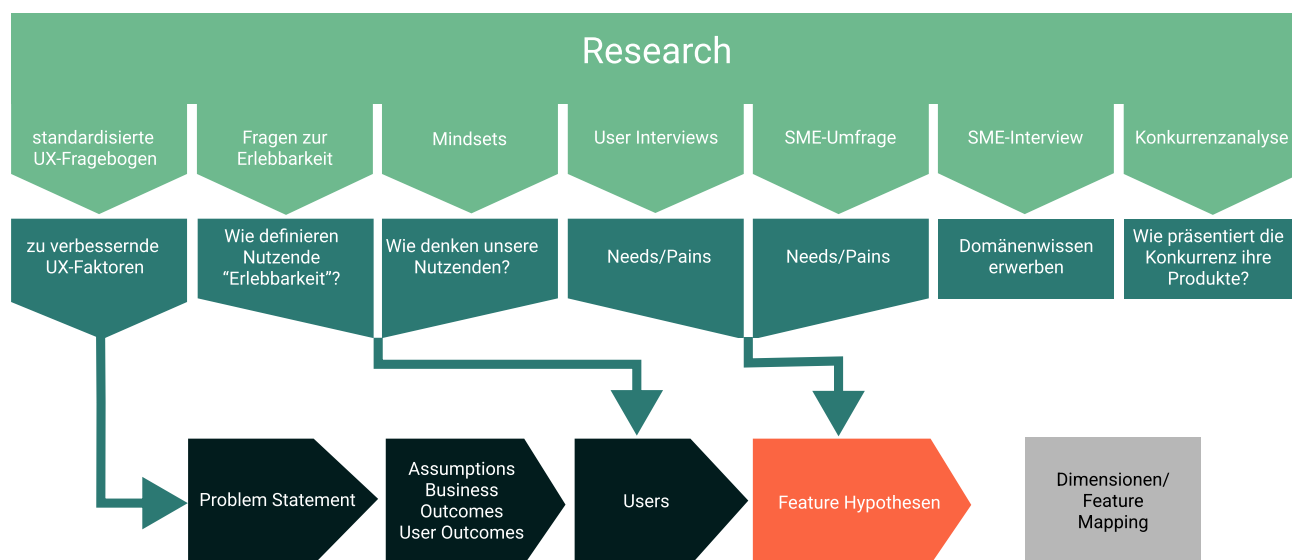 Research
standardisierte
UX-Fragebogen
Fragen zur
Erlebbarkeit
Mindsets
User Interviews
SME-Umfrage
SME-Interview
Konkurrenzanalyse
zu verbessernde
UX-Faktoren
Wie definieren
Nutzende
“Erlebbarkeit”?
Wie denken unsere
Nutzenden?
Needs/Pains
Needs/Pains
Domänenwissen
erwerben
Wie präsentiert die
Konkurrenz ihre
Produkte?
Problem Statement
Assumptions
Business
Outcomes
User Outcomes
Users
Feature Hypothesen
Dimensionen/
Feature
Mapping